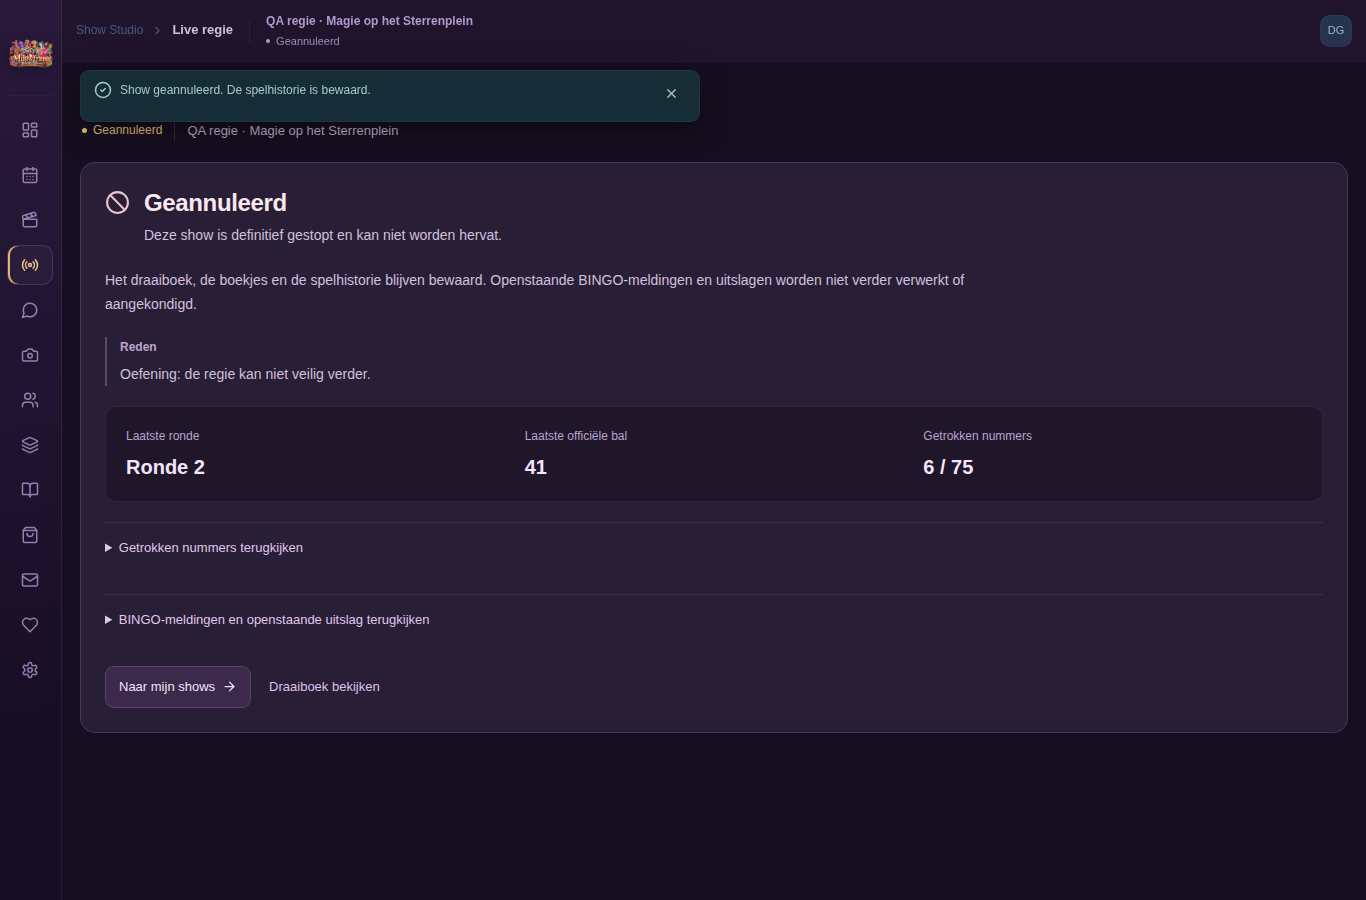 Show Studio
Live regie
QA regie · Magie op het Sterrenplein
Geannuleerd
DG
Show geannuleerd. De spelhistorie is bewaard.
Geannuleerd
QA regie · Magie op het Sterrenplein
Geannuleerd
Deze show is definitief gestopt en kan niet worden hervat.
Het draaiboek, de boekjes en de spelhistorie blijven bewaard. Openstaande BINGO-meldingen en uitslagen worden niet verder verwerkt of
aangekondigd.
Reden
Oefening: de regie kan niet veilig verder.
Laatste ronde
Laatste officiële bal
Getrokken nummers
Ronde 2
41
6 / 75
Getrokken nummers terugkijken
BINGO-meldingen en openstaande uitslag terugkijken
Naar mijn shows
Draaiboek bekijken